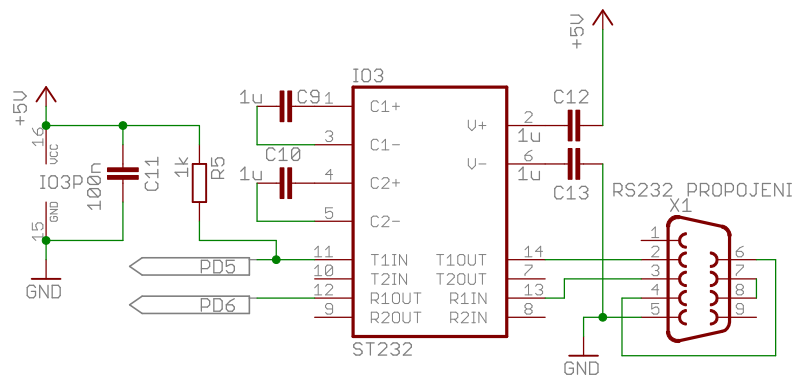 +5V
IO3
+5V
1u
C9
1
C1+
C12
16
VCC
V+
2
1u
3
C1-
C10
IO3P
100n
C11
1k
R5
1u
4
C2+
V-
6
1u
C13
RS232 PROPOJENI
X1
15
GND
5
C2-
1
PD5
11
T1IN
T1OUT
14
2
6
10
T2IN
T2OUT
7
3
7
GND
PD6
12
R1OUT
R1IN
13
4
8
9
R2OUT
R2IN
8
5
9
ST232
GND